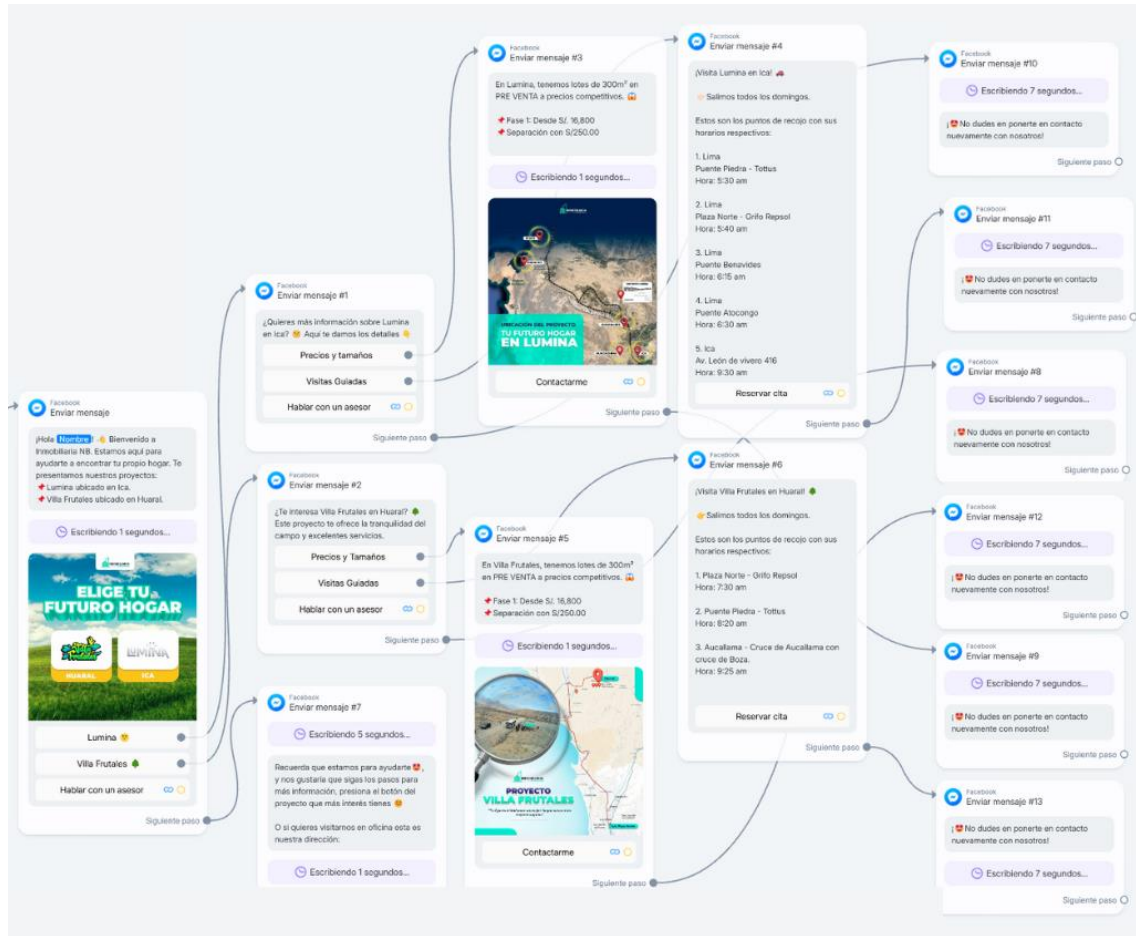 Facebook
Enviar mensaje
¡Hola Nombre! 👋 Bienvenido a
Inmobiliaria NB. Estamos aquí para
ayudarte a encontrar tu propio hogar. Te
presentamos nuestros proyectos:
📌 Lumina ubicado en Ica.
📌 Villa Frutales ubicado en Huaral.
Escribiendo 1 segundos...
ELIGE TU
FUTURO HOGAR
LUMINA
HUARAL
ICA
Lumina
Villa Frutales 🌲
Hablar con un asesor
Siguiente paso
Facebook
Enviar mensaje #1
¿Quieres más información sobre Lumina
en Ica? Aquí te damos los detalles 👇
Precios y tamaños
Visitas Guiadas
Hablar con un asesor
Siguiente paso
Facebook
Enviar mensaje #2
¿Te interesa Villa Frutales en Huaral? 🌲
Este proyecto te ofrece la tranquilidad del
campo y excelentes servicios.
Precios y Tamaños
Visitas Guiadas
Hablar con un asesor
Siguiente paso
Facebook
Enviar mensaje #7
Escribiendo 5 segundos...
Recuerda que estamos para ayudarte 😍,
y nos gustaría que sigas los pasos para
más información, presiona el botón del
proyecto que más interés tienes
O si quieres visitarnos en oficina esta es
nuestra dirección:
Escribiendo 1 segundos...
Facebook
Enviar mensaje #3
En Lumina, tenemos lotes de 300m² en
PRE VENTA a precios competitivos. 😱
📌 Fase 1: Desde S/. 16,800
📌 Separación con S/250.00
Escribiendo 1 segundos...
UBICACIÓN DEL PROYECTO
TU FUTURO HOGAR
EN LUMINA
Contactarme
Siguiente paso
Facebook
Enviar mensaje #5
En Villa Frutales, tenemos lotes de 300m²
en PRE VENTA a precios competitivos. 😱
📌 Fase 1: Desde S/. 16,800
📌 Separación con S/250.00
Escribiendo 1 segundos...
PROYECTO
VILLA FRUTALES
Contactarme
Siguiente paso
Facebook
Enviar mensaje #4
¡Visita Lumina en Ica! 🚗
👉 Salimos todos los domingos.
Estos son los puntos de recojo con sus
horarios respectivos:
1. Lima
Puente Piedra - Tottus
Hora: 5:30 am
2. Lima
Plaza Norte - Grifo Repsol
Hora: 5:40 am
3. Lima
Puente Benavides
Hora: 6:15 am
4. Lima
Puente Atocongo
Hora: 6:30 am
5. Ica
Av. León de vivero 416
Hora: 9:30 am
Reservar cita
Siguiente paso
Facebook
Enviar mensaje #6
¡Visita Villa Frutales en Huaral! 🌲
👉 Salimos todos los domingos.
Estos son los puntos de recojo con sus
horarios respectivos:
1. Plaza Norte - Grifo Repsol
Hora: 7:30 am
2. Puente Piedra - Tottus
Hora: 8:20 am
3. Aucallama - Cruce de Aucallama con
cruce de Boza.
Hora: 9:25 am
Reservar cita
Siguiente paso
Facebook
Enviar mensaje #10
Escribiendo 7 segundos...
¡😍 No dudes en ponerte en contacto
nuevamente con nosotros!
Siguiente paso
Facebook
Enviar mensaje #11
Escribiendo 7 segundos...
¡😍 No dudes en ponerte en contacto
nuevamente con nosotros!
Siguiente paso
Facebook
Enviar mensaje #8
Escribiendo 7 segundos...
¡😍 No dudes en ponerte en contacto
nuevamente con nosotros!
Siguiente paso
Facebook
Enviar mensaje #12
Escribiendo 7 segundos...
¡😍 No dudes en ponerte en contacto
nuevamente con nosotros!
Siguiente paso
Facebook
Enviar mensaje #9
Escribiendo 7 segundos...
¡😍 No dudes en ponerte en contacto
nuevamente con nosotros!
Siguiente paso
Facebook
Enviar mensaje #13
¡😍 No dudes en ponerte en contacto
nuevamente con nosotros!
Escribiendo 7 segundos...
Siguiente paso